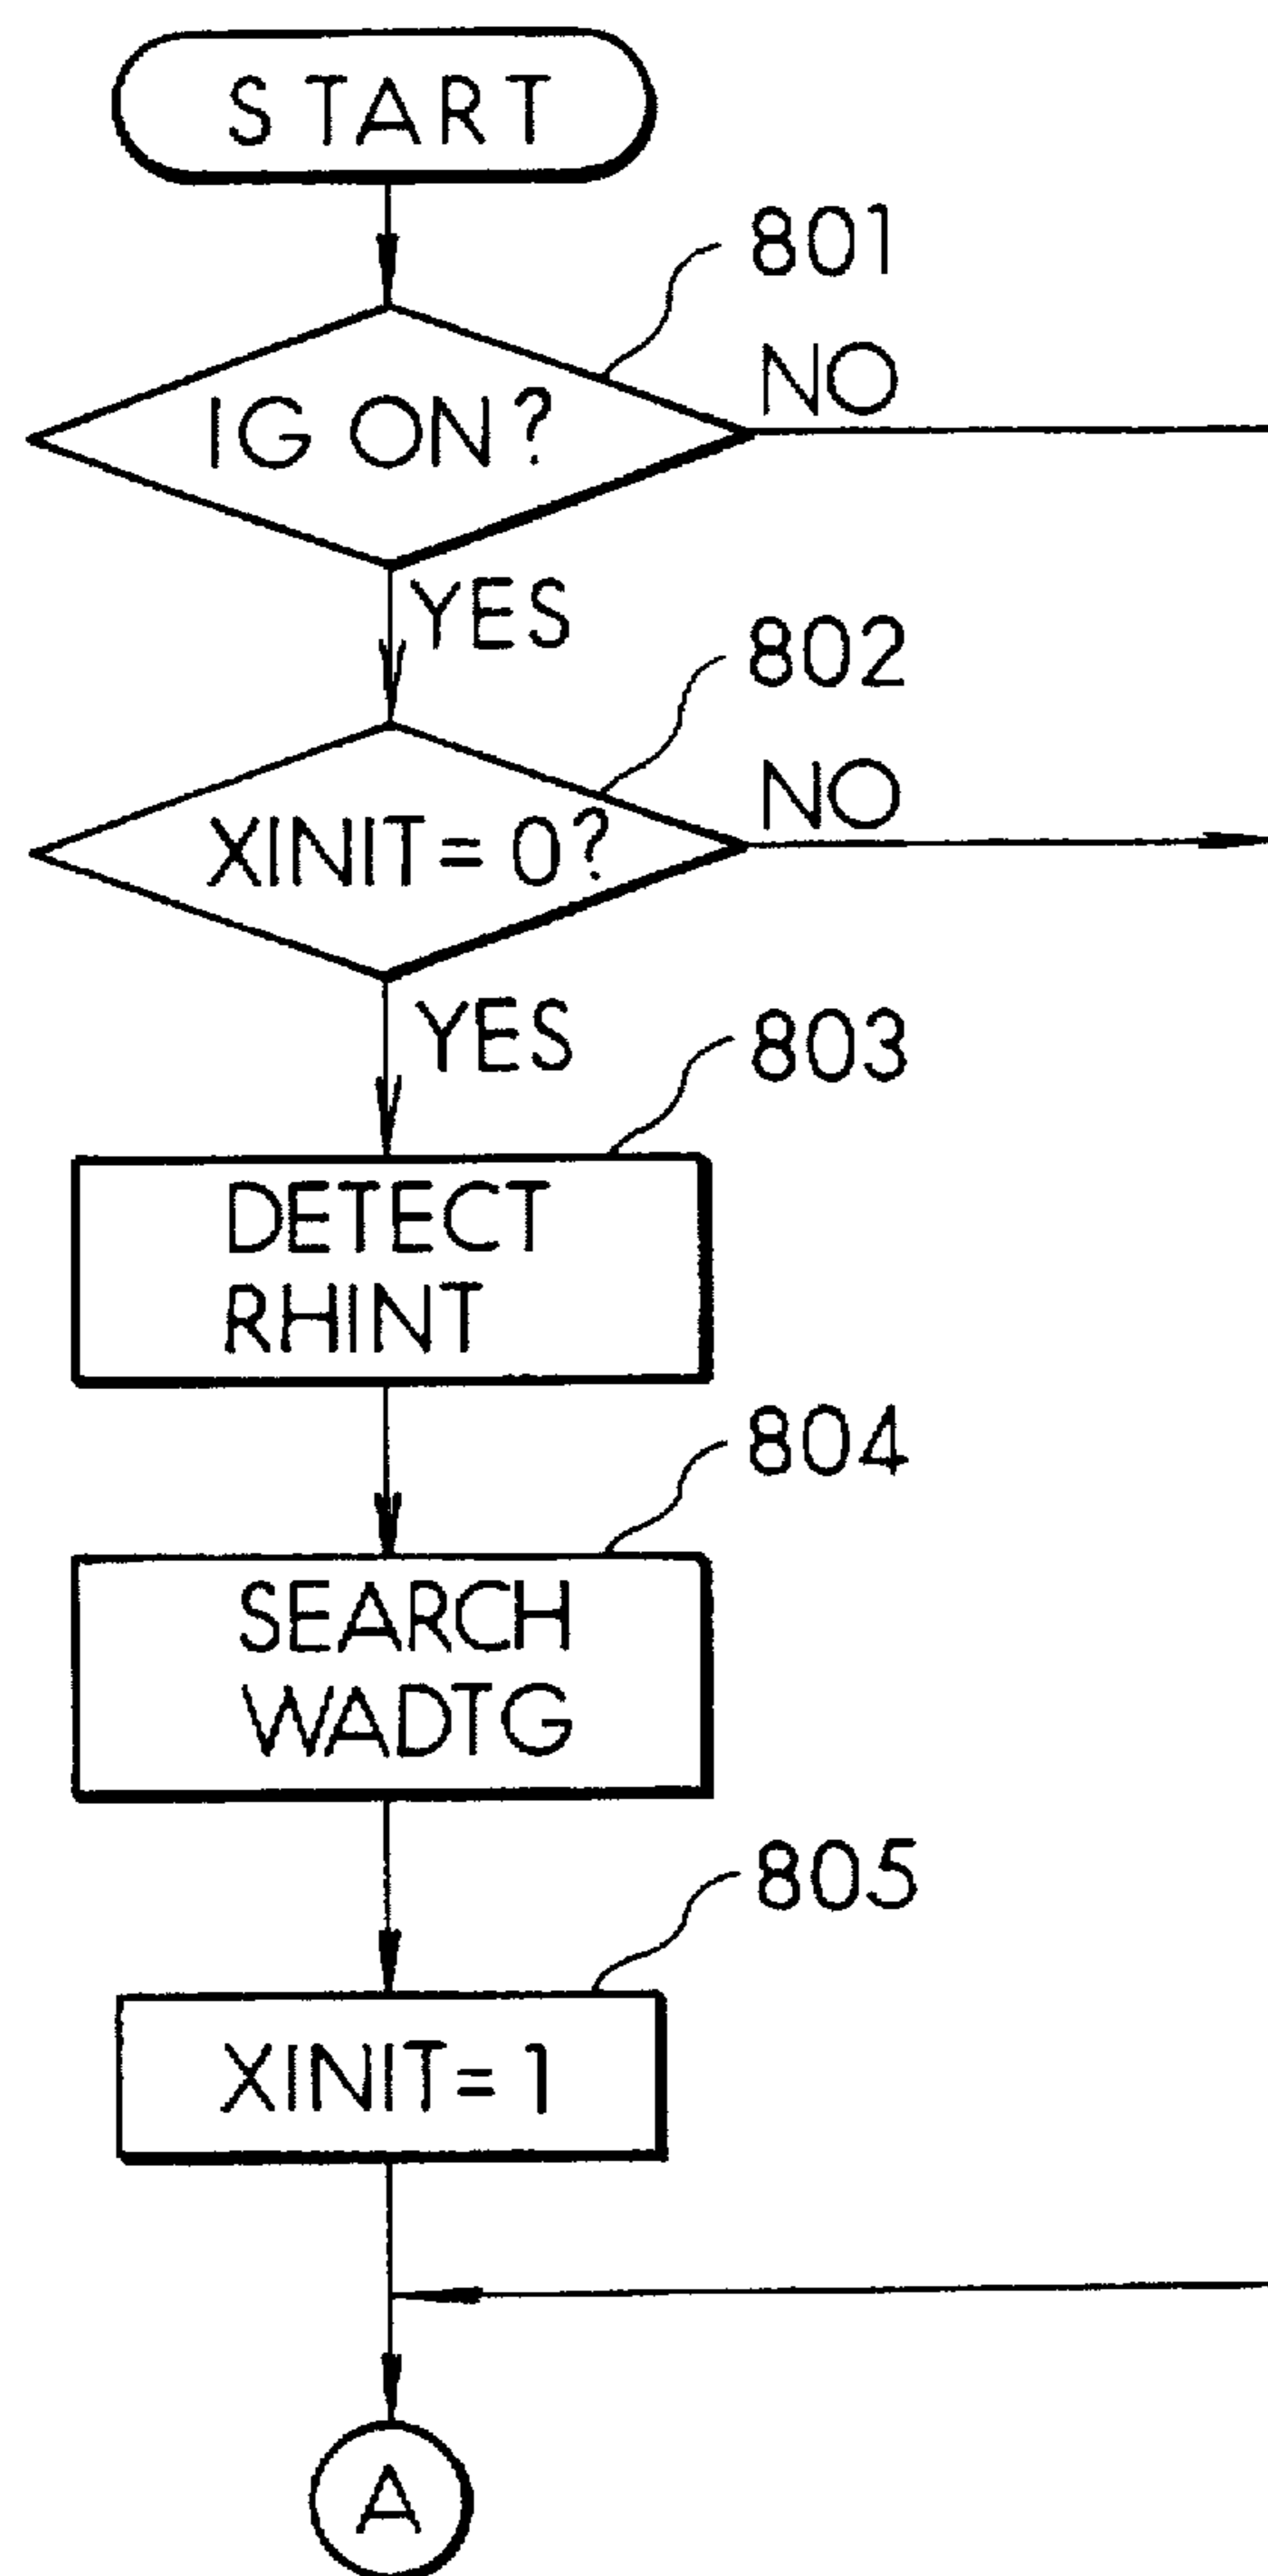 START
801
IG ON?
NO
YES
802
XINIT = 0?
NO
YES
803
DETECT
RHINT
804
SEARCH
WADTG
805
XINIT = 1
A